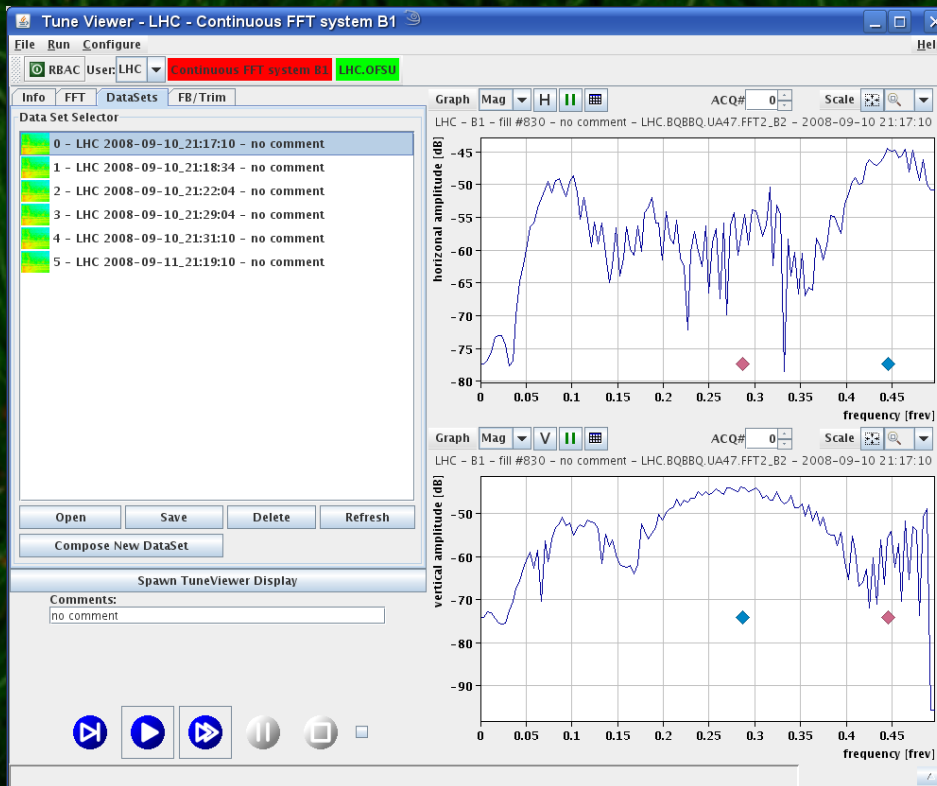 Tune Viewer - LHC - Continuous FFT system B1
File Run Configure
RBAC User: LHC Continuous FFT system B1 LHC.OFSU
Info FFT DataSets FB/Trim
Data Set Selector
0 - LHC 2008-09-10_21:17:10 - no comment
1 - LHC 2008-09-10_21:18:34 - no comment
2 - LHC 2008-09-10_21:22:04 - no comment
3 - LHC 2008-09-10_21:29:04 - no comment
4 - LHC 2008-09-10_21:31:10 - no comment
5 - LHC 2008-09-11_21:19:10 - no comment
Open Save Delete Refresh
Compose New DataSet
Spawn TuneViewer Display
Comments:
no comment
Graph Mag H ACQ# 0 Scale
LHC - B1 - fill #830 - no comment - LHC.BQBBQ.UA47.FFT2_B2 - 2008-09-10 21:17:10
horizonal amplitude [dB]
-45
-50
-55
-60
-65
-70
-75
-80
0 0.05 0.1 0.15 0.2 0.25 0.3 0.35 0.4 0.45
frequency [frev]
Graph Mag V ACQ# 0 Scale
LHC - B1 - fill #830 - no comment - LHC.BQBBQ.UA47.FFT2_B2 - 2008-09-10 21:17:10
vertical amplitude [dB]
-50
-60
-70
-80
-90
0 0.05 0.1 0.15 0.2 0.25 0.3 0.35 0.4 0.45
frequency [frev]